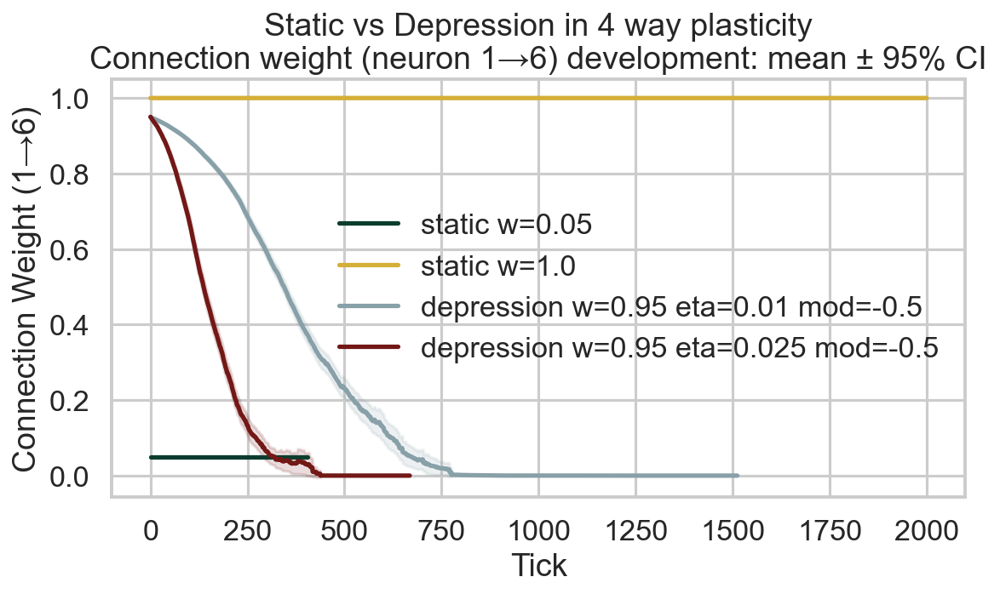 Static vs Depression in 4 way plasticity
Connection weight (neuron 1→6) development: mean ± 95% CI
Connection Weight (1→6)
1.0
0.8
0.6
0.4
0.2
0.0
static w=0.05
static w=1.0
depression w=0.95 eta=0.01 mod=-0.5
depression w=0.95 eta=0.025 mod=-0.5
0 250 500 750 1000 1250 1500 1750 2000
Tick